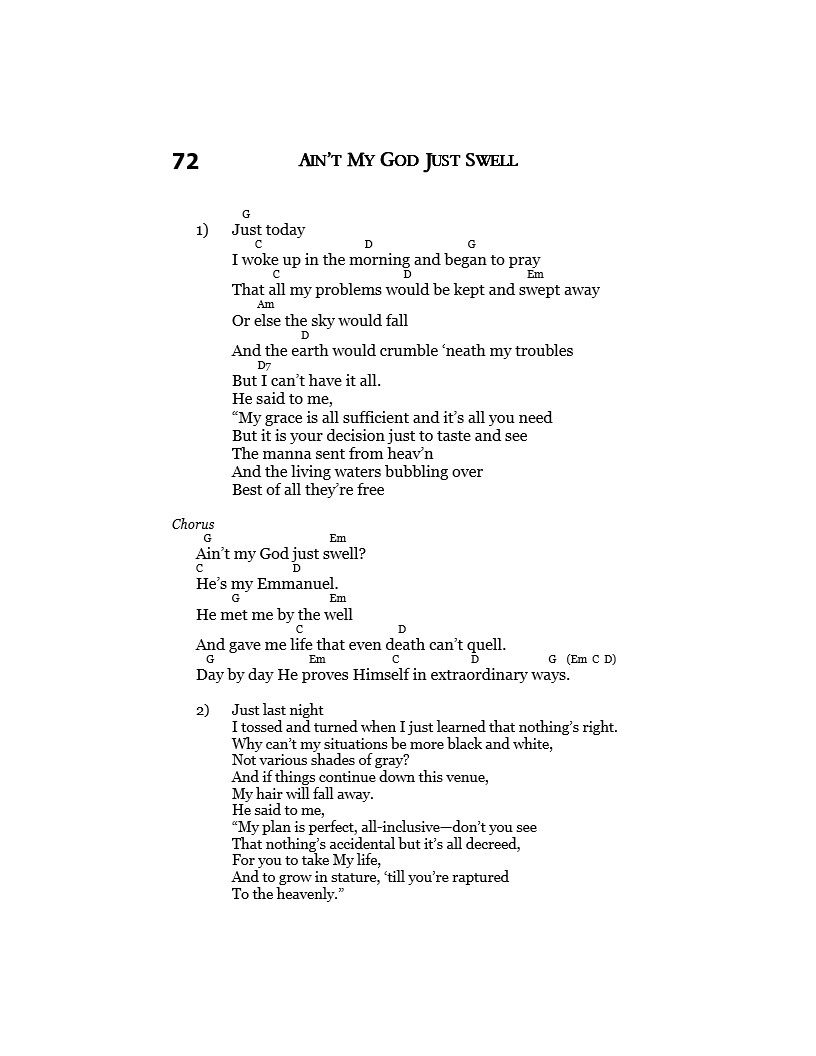 72 AIN’T MY GOD JUST SWELL
G
1) Just today
C D G
I woke up in the morning and began to pray
C D Em
That all my problems would be kept and swept away
Am
Or else the sky would fall
D
And the earth would crumble ‘neath my troubles
D7
But I can’t have it all.
He said to me,
“My grace is all sufficient and it’s all you need
But it is your decision just to taste and see
The manna sent from heav’n
And the living waters bubbling over
Best of all they’re free
Chorus
G Em
Ain’t my God just swell?
C D
He’s my Emmanuel.
G Em
He met me by the well
C D
And gave me life that even death can’t quell.
G Em C D G (Em C D)
Day by day He proves Himself in extraordinary ways.
2) Just last night
I tossed and turned when I just learned that nothing’s right.
Why can’t my situations be more black and white,
Not various shades of gray?
And if things continue down this venue,
My hair will fall away.
He said to me,
“My plan is perfect, all-inclusive—don’t you see
That nothing’s accidental but it’s all decreed,
For you to take My life,
And to grow in stature, ‘till you’re raptured
To the heavenly.”